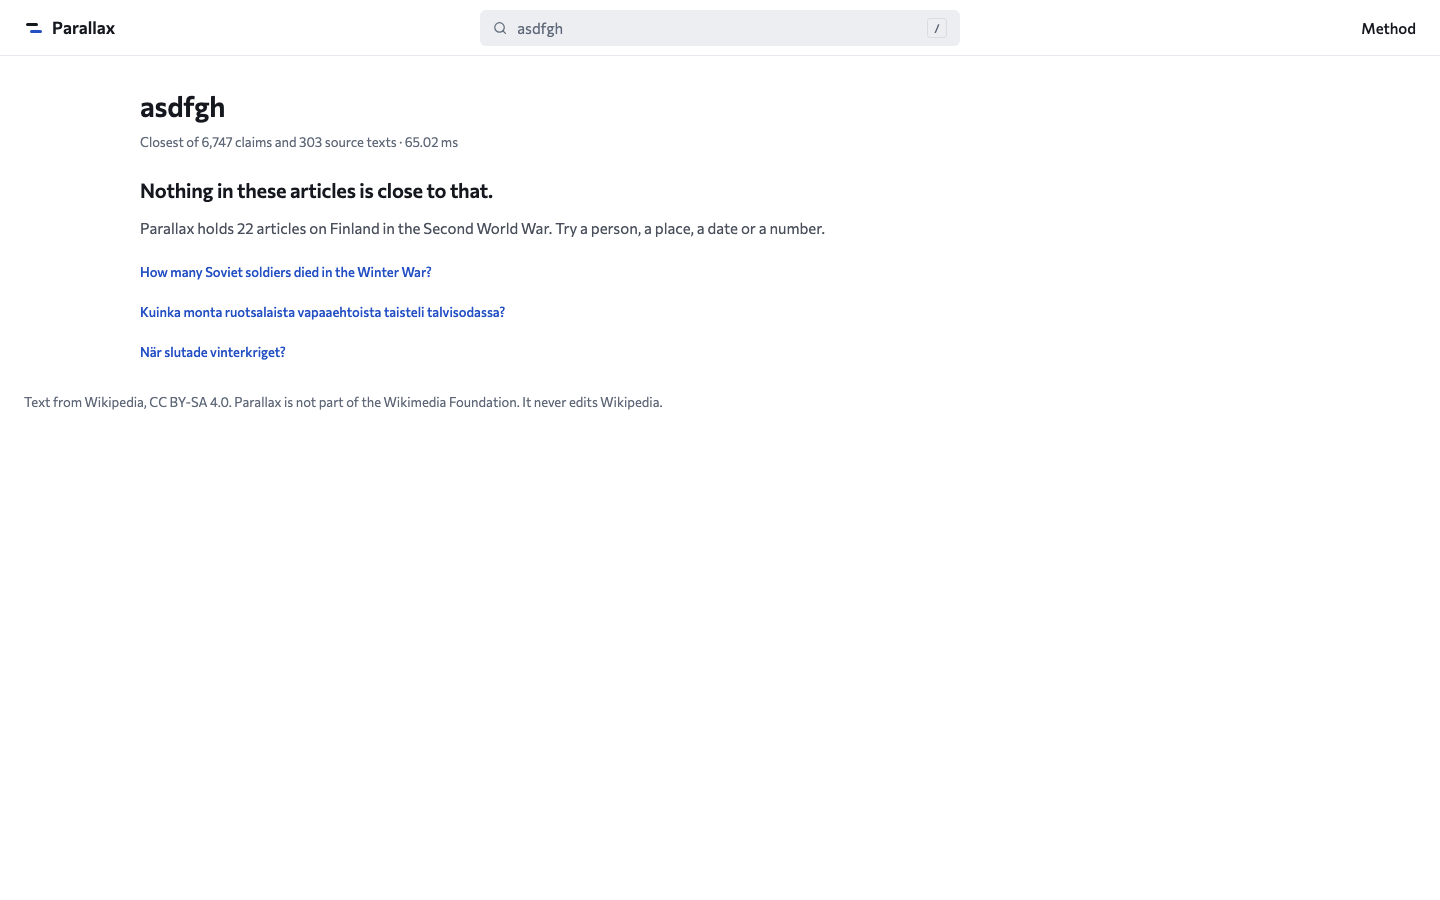 Parallax
asdfgh
/
Method
asdfgh
Closest of 6,747 claims and 303 source texts · 65.02 ms
Nothing in these articles is close to that.
Parallax holds 22 articles on Finland in the Second World War. Try a person, a place, a date or a number.
How many Soviet soldiers died in the Winter War?
Kuinka monta ruotsalaista vapaaehtoista taisteli talvisodassa?
När slutade vinterkriget?
Text from Wikipedia, CC BY-SA 4.0. Parallax is not part of the Wikimedia Foundation. It never edits Wikipedia.